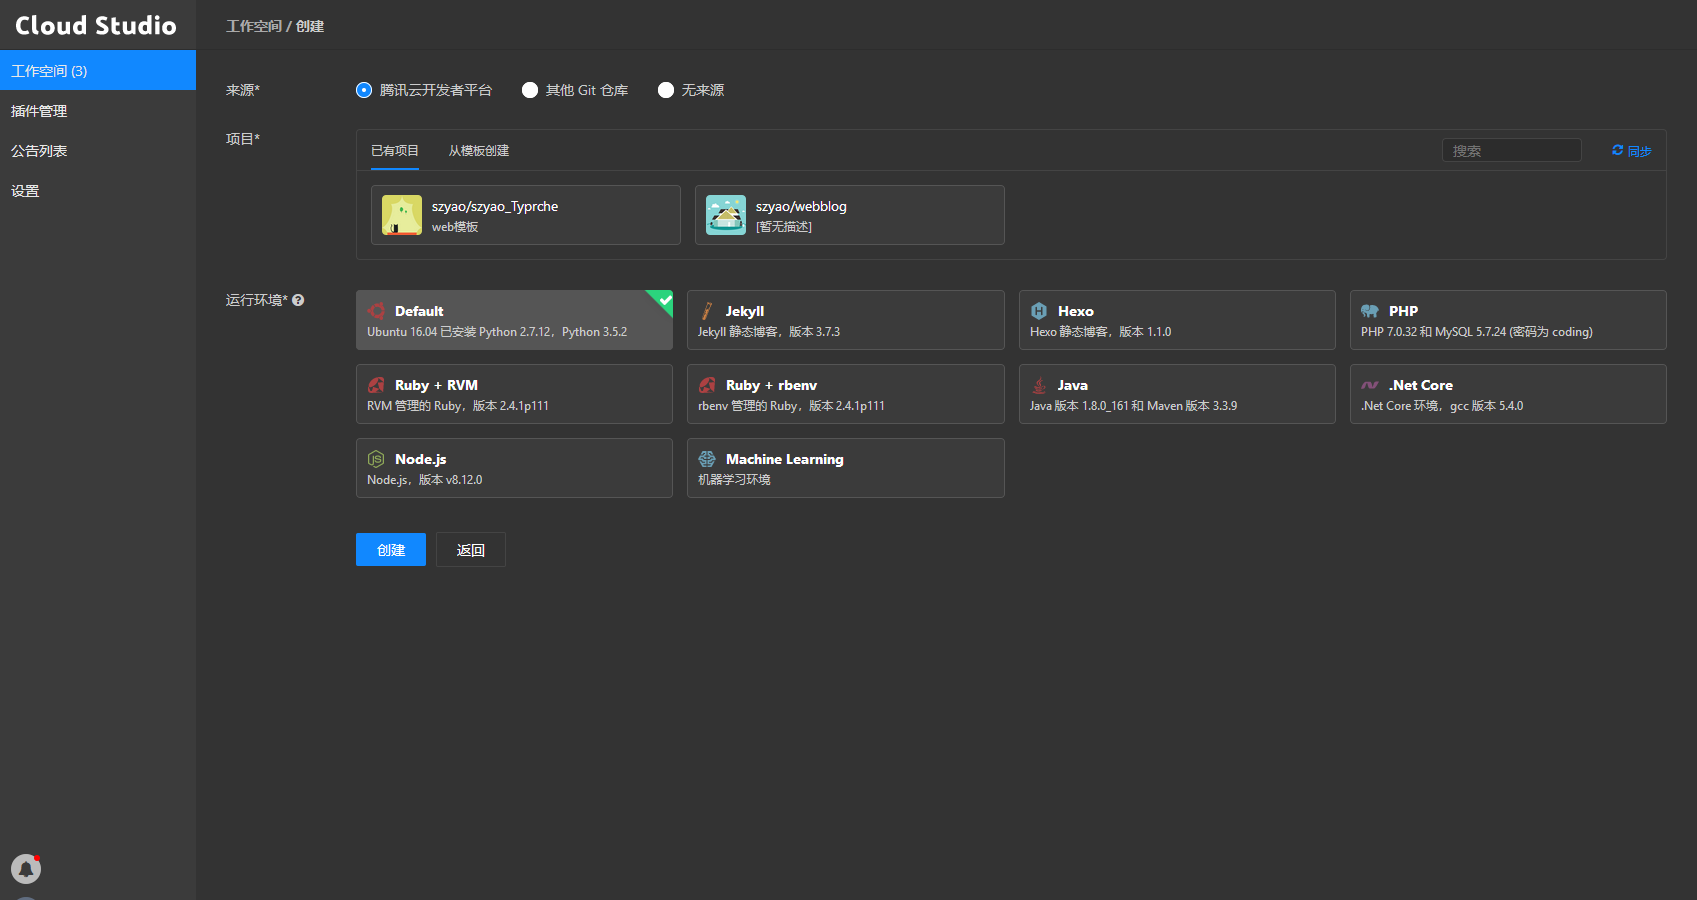 Cloud Studio
工作空间 / 创建
工作空间 (3)
插件管理
公告列表
设置
来源*
腾讯云开发者平台
其他 Git 仓库
无来源
项目*
已有项目
从模板创建
搜索
同步
szyao/szyao_Typrche
web模板
szyao/webblog
[暂无描述]
运行环境*
Default
Ubuntu 16.04 已安装 Python 2.7.12，Python 3.5.2
Jekyll
Jekyll 静态博客，版本 3.7.3
Hexo
Hexo 静态博客，版本 1.1.0
PHP
PHP 7.0.32 和 MySQL 5.7.24 (密码为 coding)
Ruby + RVM
RVM 管理的 Ruby，版本 2.4.1p111
Ruby + rbenv
rbenv 管理的 Ruby，版本 2.4.1p111
Java
Java 版本 1.8.0_161 和 Maven 版本 3.3.9
.Net Core
.Net Core 环境，gcc 版本 5.4.0
Node.js
Node.js，版本 v8.12.0
Machine Learning
机器学习环境
创建
返回